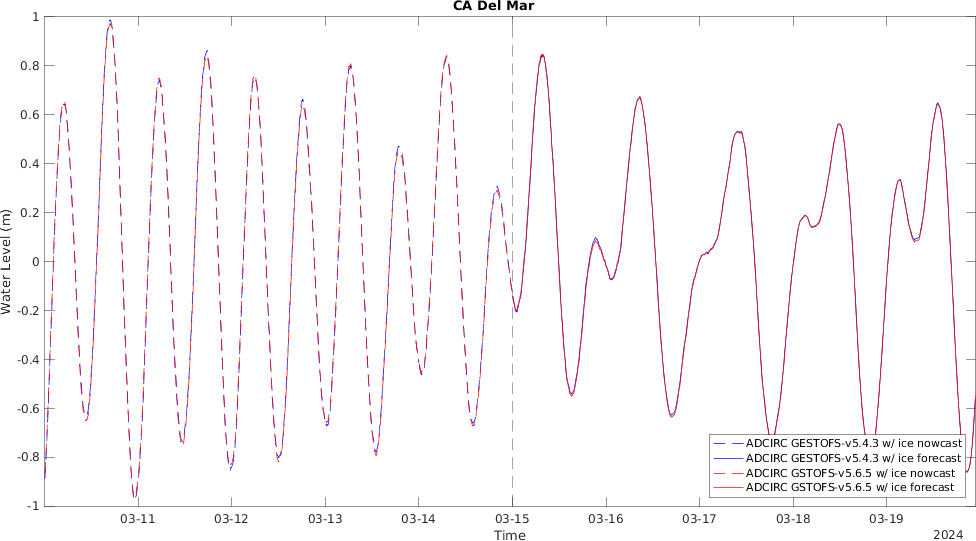 CA Del Mar
1
0.8
0.6
0.4
0.2
0
-0.2
-0.4
-0.6
-0.8
-1
Water Level (m)
ADCIRC GESTOFS-v5.4.3 w/ ice nowcast
ADCIRC GESTOFS-v5.4.3 w/ ice forecast
ADCIRC GSTOFS-v5.6.5 w/ ice nowcast
ADCIRC GSTOFS-v5.6.5 w/ ice forecast
03-11 03-12 03-13 03-14 03-15 03-16 03-17 03-18 03-19
Time
2024